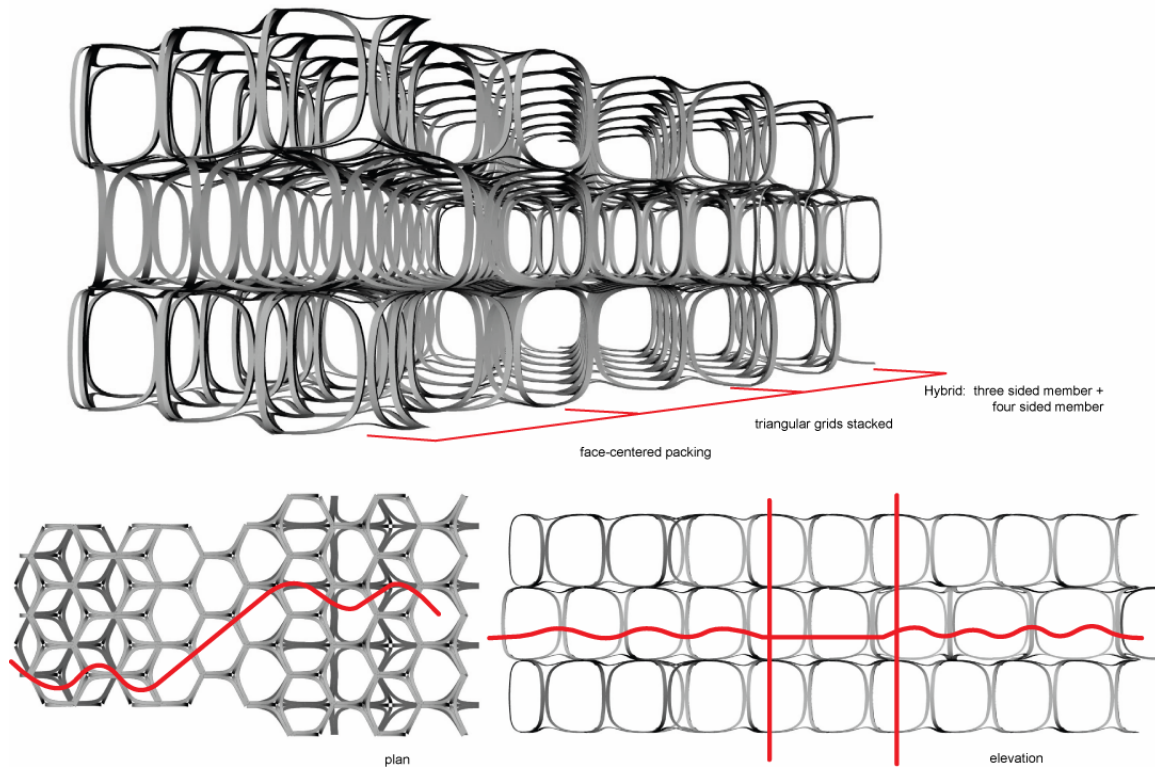 Hybrid: three sided member +
four sided member
triangular grids stacked
face-centered packing
plan
elevation